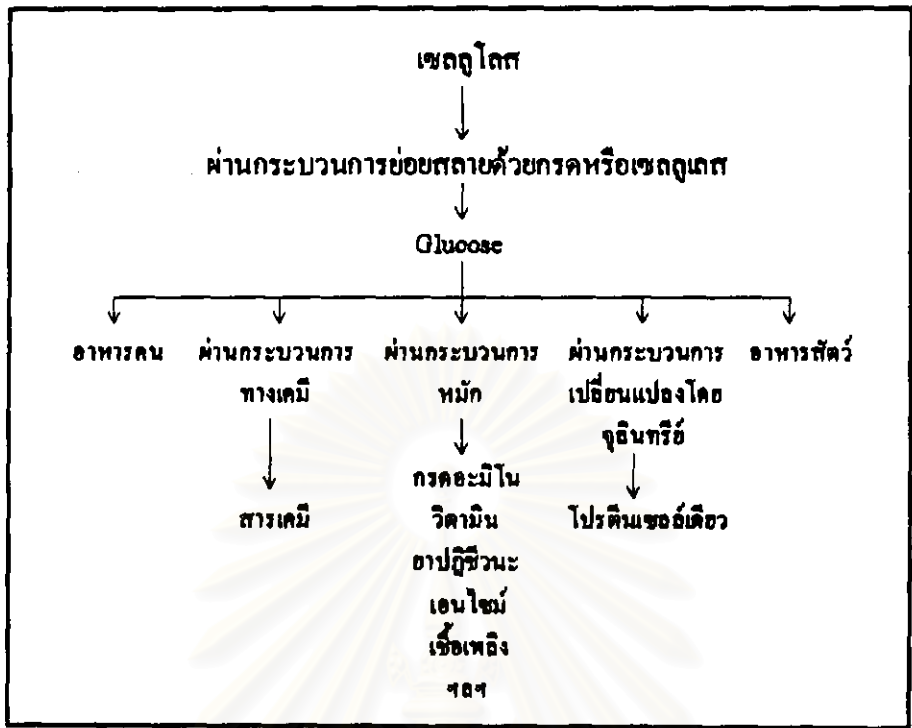 เซลลูโลส
ผ่านกระบวนการย่อยสลายด้วยกรดหรือเซลลูเลส
Glucose
อาหารคน
ผ่านกระบวนการ
ทางเคมี
สารเคมี
ผ่านกระบวนการ
หมัก
กรดอะมิโน
วิตามิน
ยาปฏิชีวนะ
เอนไซม์
เชื้อเพลิง
ฯลฯ
ผ่านกระบวนการ
เปลี่ยนแปลงโดย
จุลินทรีย์
โปรตีนเซลล์เดียว
อาหารสัตว์